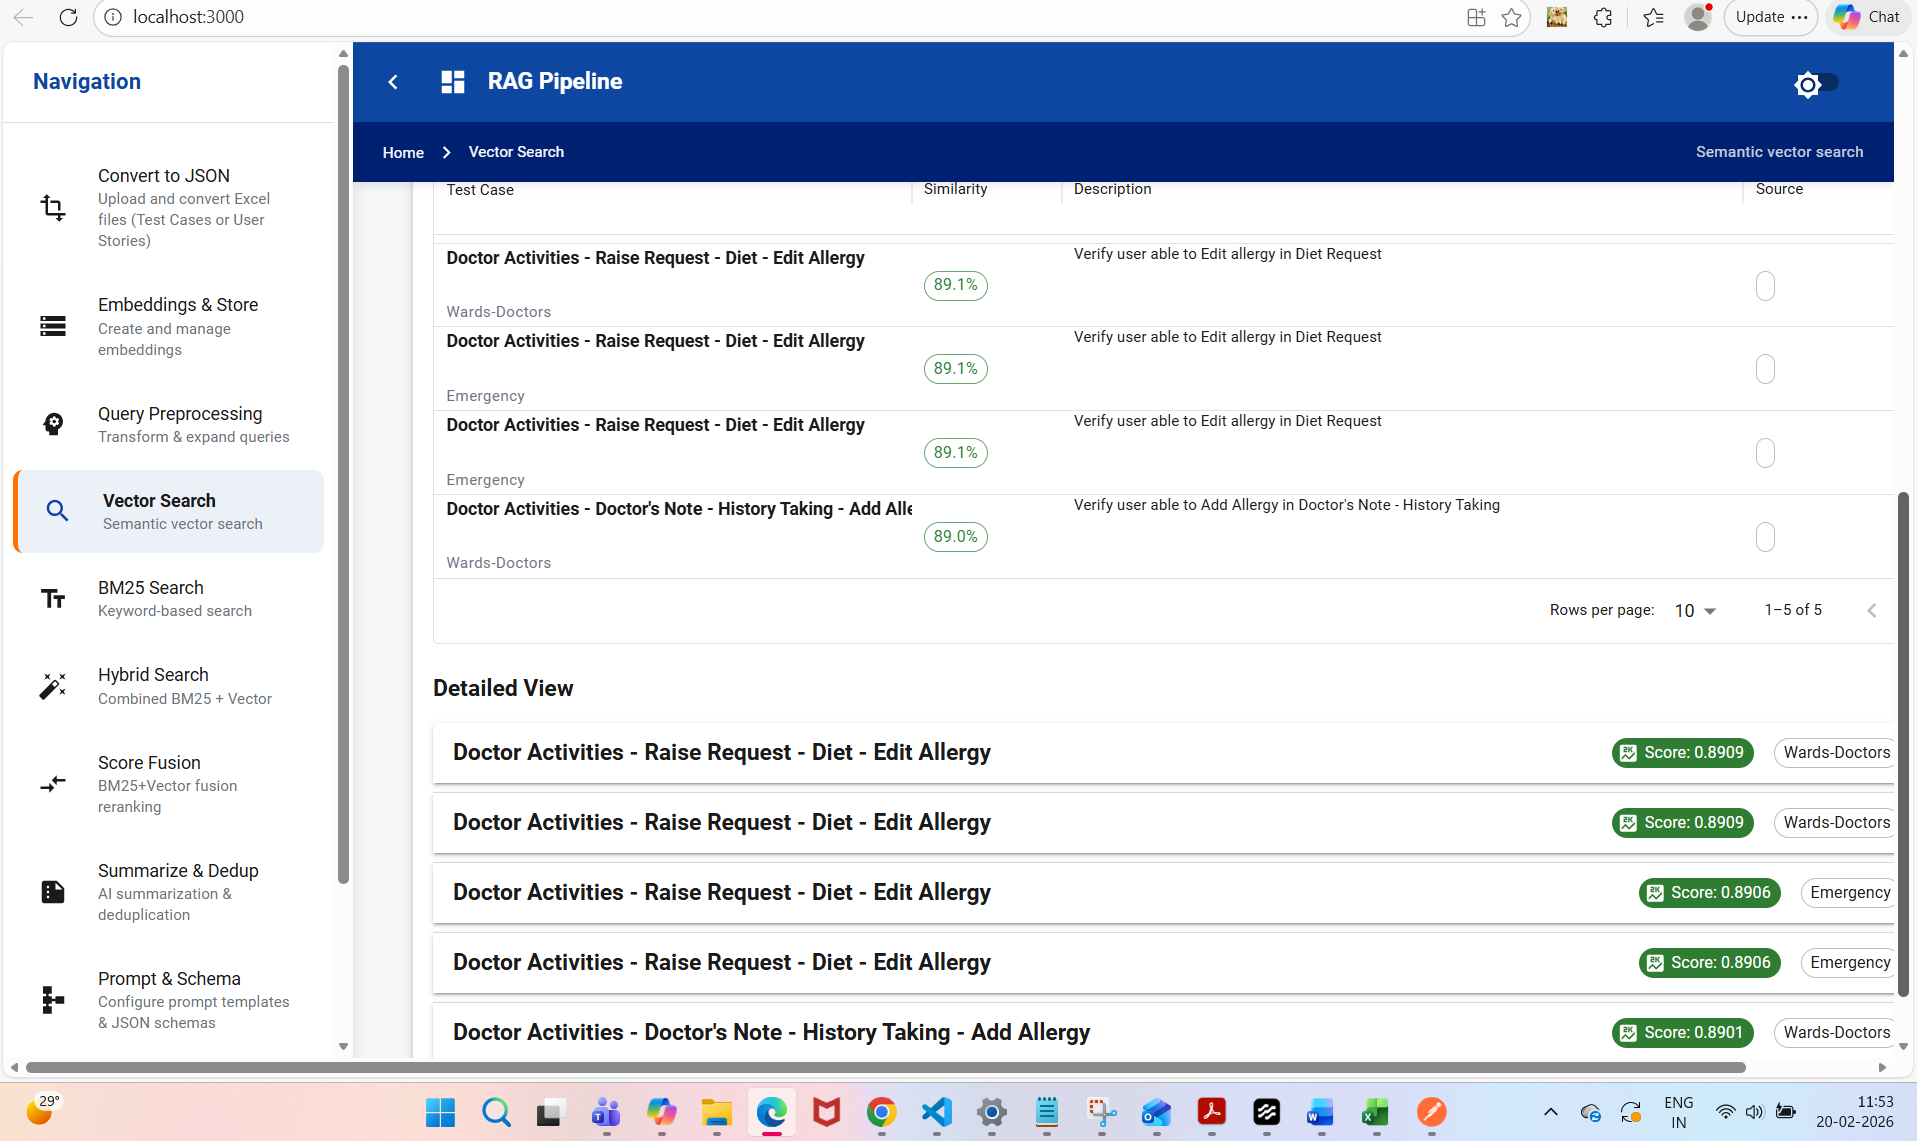 localhost:3000
Update
Chat
Navigation
Convert to JSON
Upload and convert Excel
files (Test Cases or User
Stories)
Embeddings & Store
Create and manage
embeddings
Query Preprocessing
Transform & expand queries
Vector Search
Semantic vector search
BM25 Search
Keyword-based search
Hybrid Search
Combined BM25 + Vector
Score Fusion
BM25+Vector fusion
reranking
Summarize & Dedup
AI summarization &
deduplication
Prompt & Schema
Configure prompt templates
& JSON schemas
RAG Pipeline
Home
Vector Search
Semantic vector search
Test Case
Similarity
Description
Source
Doctor Activities - Raise Request - Diet - Edit Allergy
Wards-Doctors
89.1%
Verify user able to Edit allergy in Diet Request
Doctor Activities - Raise Request - Diet - Edit Allergy
Emergency
89.1%
Verify user able to Edit allergy in Diet Request
Doctor Activities - Raise Request - Diet - Edit Allergy
Emergency
89.1%
Verify user able to Edit allergy in Diet Request
Doctor Activities - Doctor's Note - History Taking - Add Alle
Wards-Doctors
89.0%
Verify user able to Add Allergy in Doctor's Note - History Taking
Rows per page:
10
1–5 of 5
Detailed View
Doctor Activities - Raise Request - Diet - Edit Allergy
Score: 0.8909
Wards-Doctors
Doctor Activities - Raise Request - Diet - Edit Allergy
Score: 0.8909
Wards-Doctors
Doctor Activities - Raise Request - Diet - Edit Allergy
Score: 0.8906
Emergency
Doctor Activities - Raise Request - Diet - Edit Allergy
Score: 0.8906
Emergency
Doctor Activities - Doctor's Note - History Taking - Add Allergy
Score: 0.8901
Wards-Doctors
29°
ENG
IN
11:53
20-02-2026